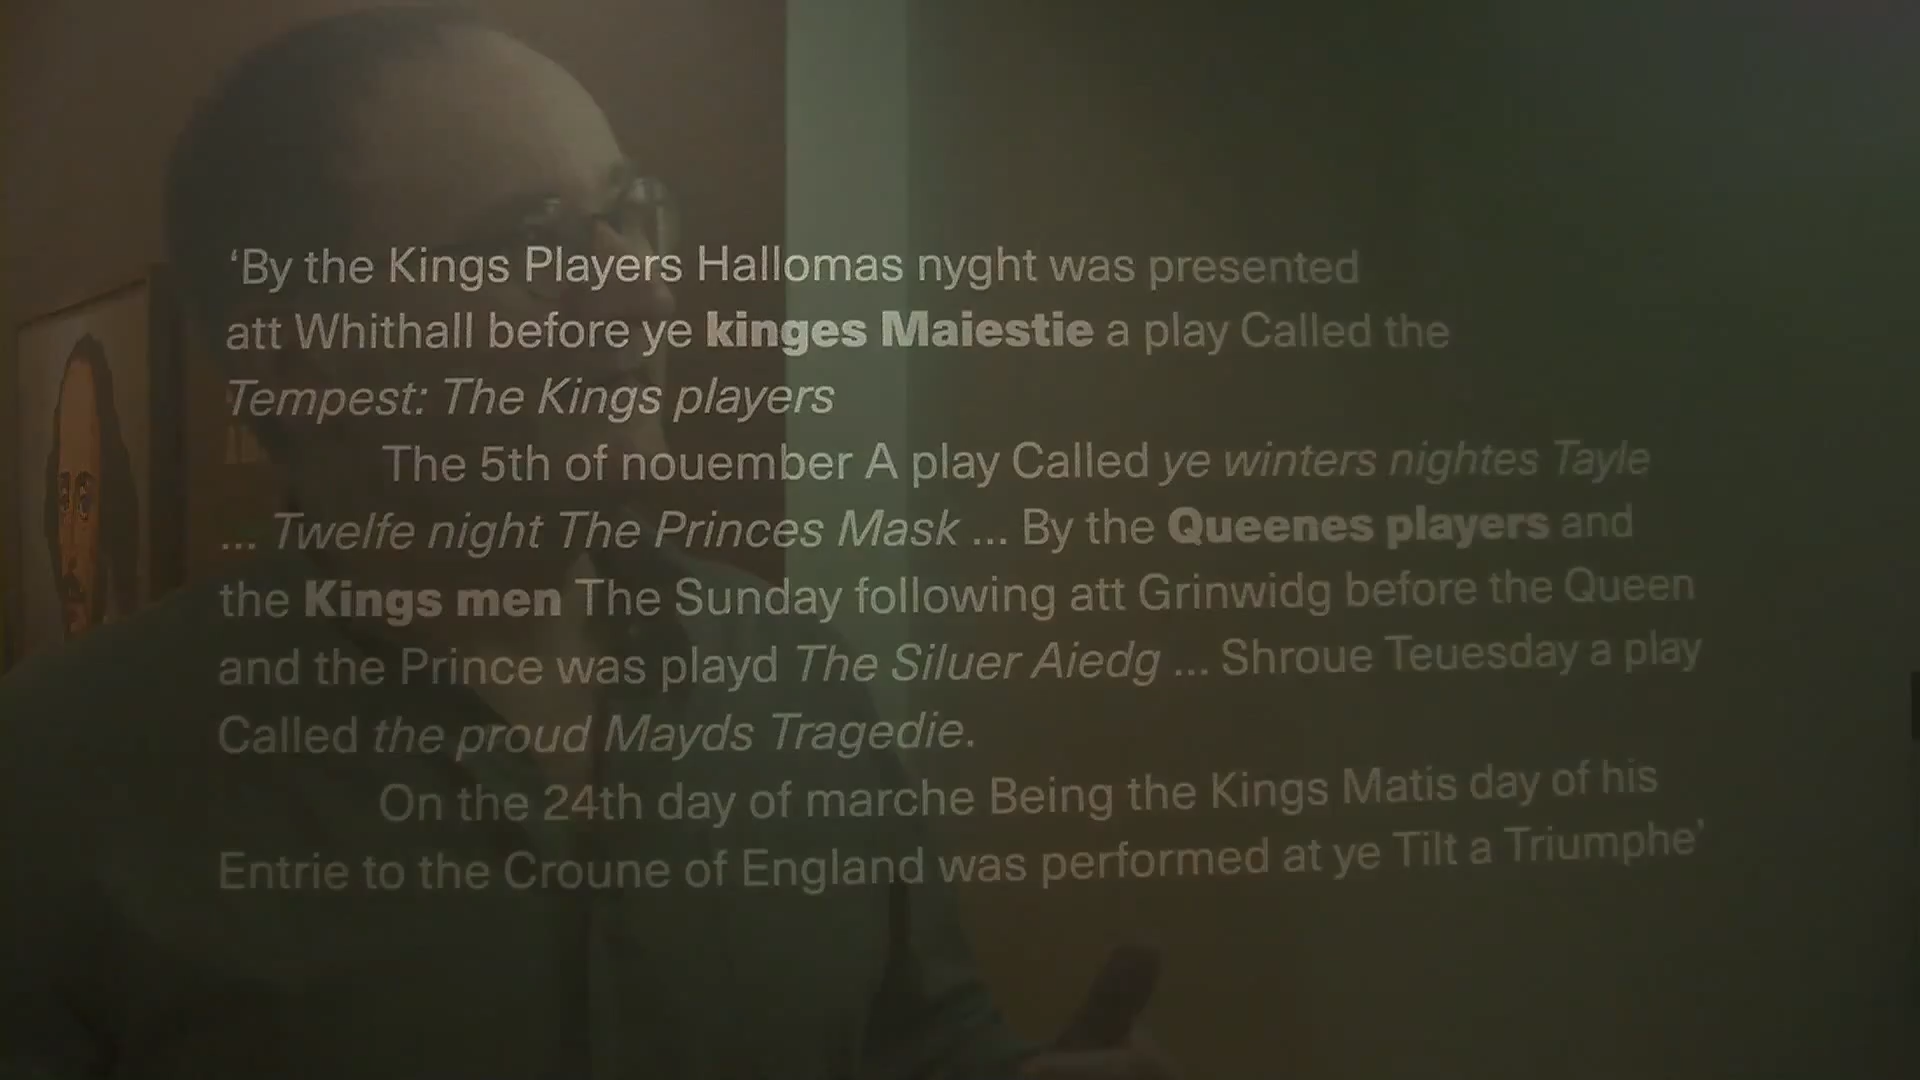 ‘By the Kings Players Hallomas nyght was presented
att Whithall before ye kinges Maiestie a play Called the
Tempest: The Kings players
The 5th of nouember A play Called ye winters nightes Tayle
... Twelfe night The Princes Mask ... By the Queenes players and
the Kings men The Sunday following att Grinwidg before the Queen
and the Prince was playd The Siluer Aiedg ... Shroue Teuesday a play
Called the proud Mayds Tragedie.
On the 24th day of marche Being the Kings Matis day of his
Entrie to the Croune of England was performed at ye Tilt a Triumphe’